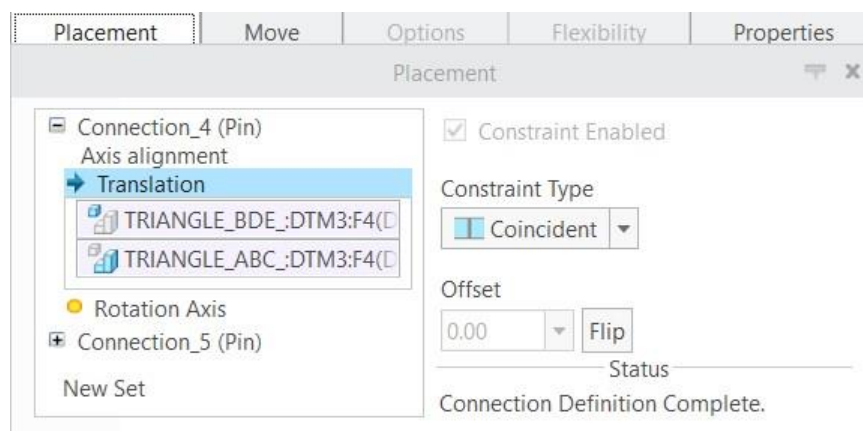 Placement Move Options Flexibility Properties
Placement
Connection_4 (Pin)
Axis alignment
Translation
TRIANGLE_BDE_:DTM3:F4(D
TRIANGLE_ABC_:DTM3:F4(D
Rotation Axis
Connection_5 (Pin)
New Set
Constraint Enabled
Constraint Type
Coincident
Offset
0.00 Flip
Status
Connection Definition Complete.